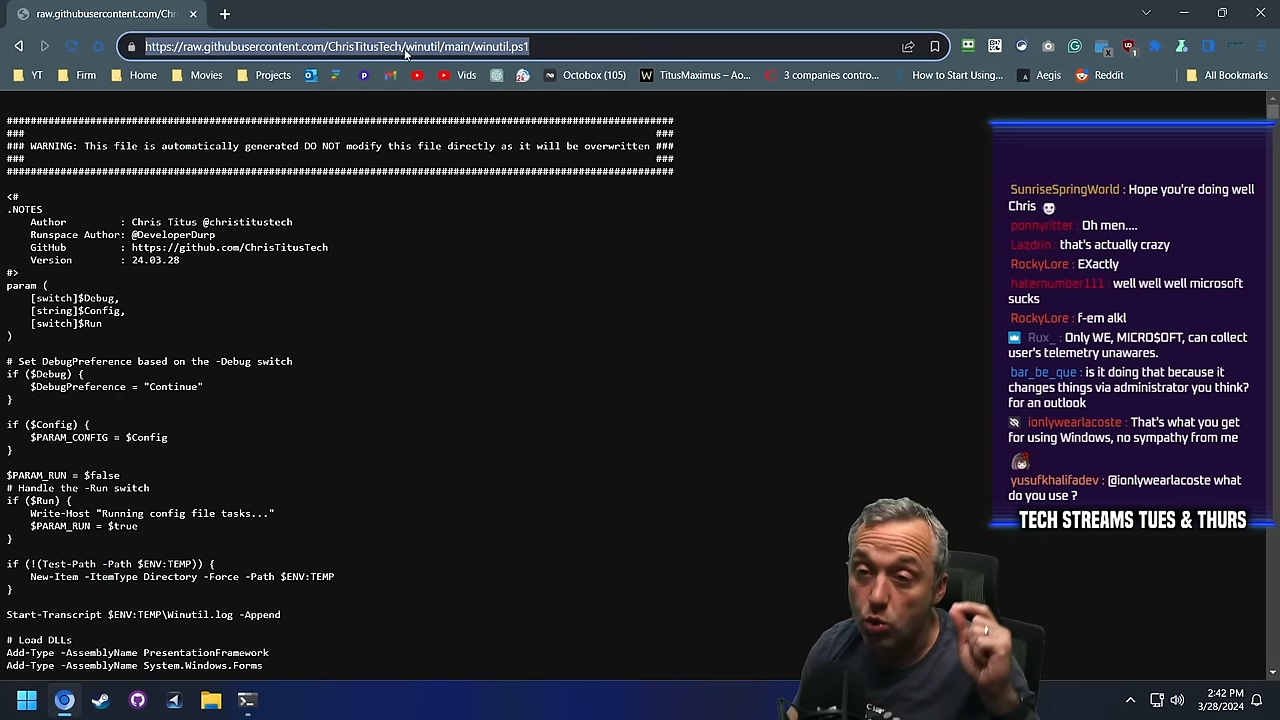 raw.githubusercontent.com/Chr
https://raw.githubusercontent.com/ChrisTitusTech/winutil/main/winutil.ps1
YT
Firm
Home
Movies
Projects
Vids
Octobox (105)
TitusMaximus – Ao...
3 companies contro...
How to Start Using...
Aegis
Reddit
All Bookmarks
###########################################################################################################
### ###
### WARNING: This file is automatically generated DO NOT modify this file directly as it will be overwritten ###
### ###
###########################################################################################################
<#
.NOTES
Author : Chris Titus @christitustech
Runspace Author: @DeveloperDurp
GitHub : https://github.com/ChrisTitusTech
Version : 24.03.28
#>
param (
[switch]$Debug,
[string]$Config,
[switch]$Run
)
# Set DebugPreference based on the -Debug switch
if ($Debug) {
$DebugPreference = "Continue"
}
if ($Config) {
$PARAM_CONFIG = $Config
}
$PARAM_RUN = $false
# Handle the -Run switch
if ($Run) {
Write-Host "Running config file tasks..."
$PARAM_RUN = $true
}
if (!(Test-Path -Path $ENV:TEMP)) {
New-Item -ItemType Directory -Force -Path $ENV:TEMP
}
Start-Transcript $ENV:TEMP\Winutil.log -Append
# Load DLLs
Add-Type -AssemblyName PresentationFramework
Add-Type -AssemblyName System.Windows.Forms
SunriseSpringWorld : Hope you're doing well
Chris
ponnyritter : Oh men....
Lazdrin : that's actually crazy
RockyLore : EXactly
haternumber111 : well well well microsoft
sucks
RockyLore : f-em alkl
Rux_ : Only WE, MICRO$OFT, can collect
user's telemetry unawares.
bar_be_que : is it doing that because it
changes things via administrator you think?
for an outlook
ionlywearlacoste : That's what you get
for using Windows, no sympathy from me
yusufkhalifadev : @ionlywearlacoste what
do you use ?
TECH STREAMS TUES & THURS
2:42 PM
3/28/2024